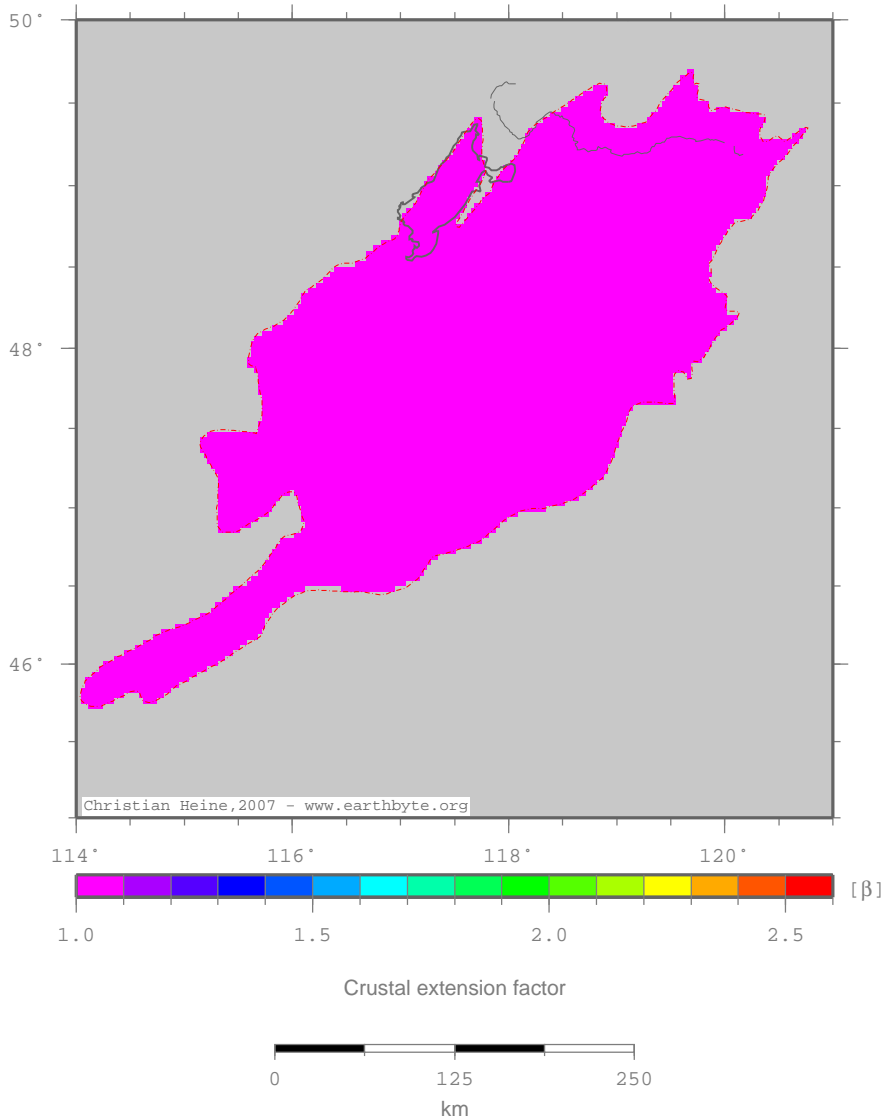 50°
48°
46°
Christian Heine,2007 - www.earthbyte.org
114° 116° 118° 120°
[β]
1.0 1.5 2.0 2.5
Crustal extension factor
0 125 250
km